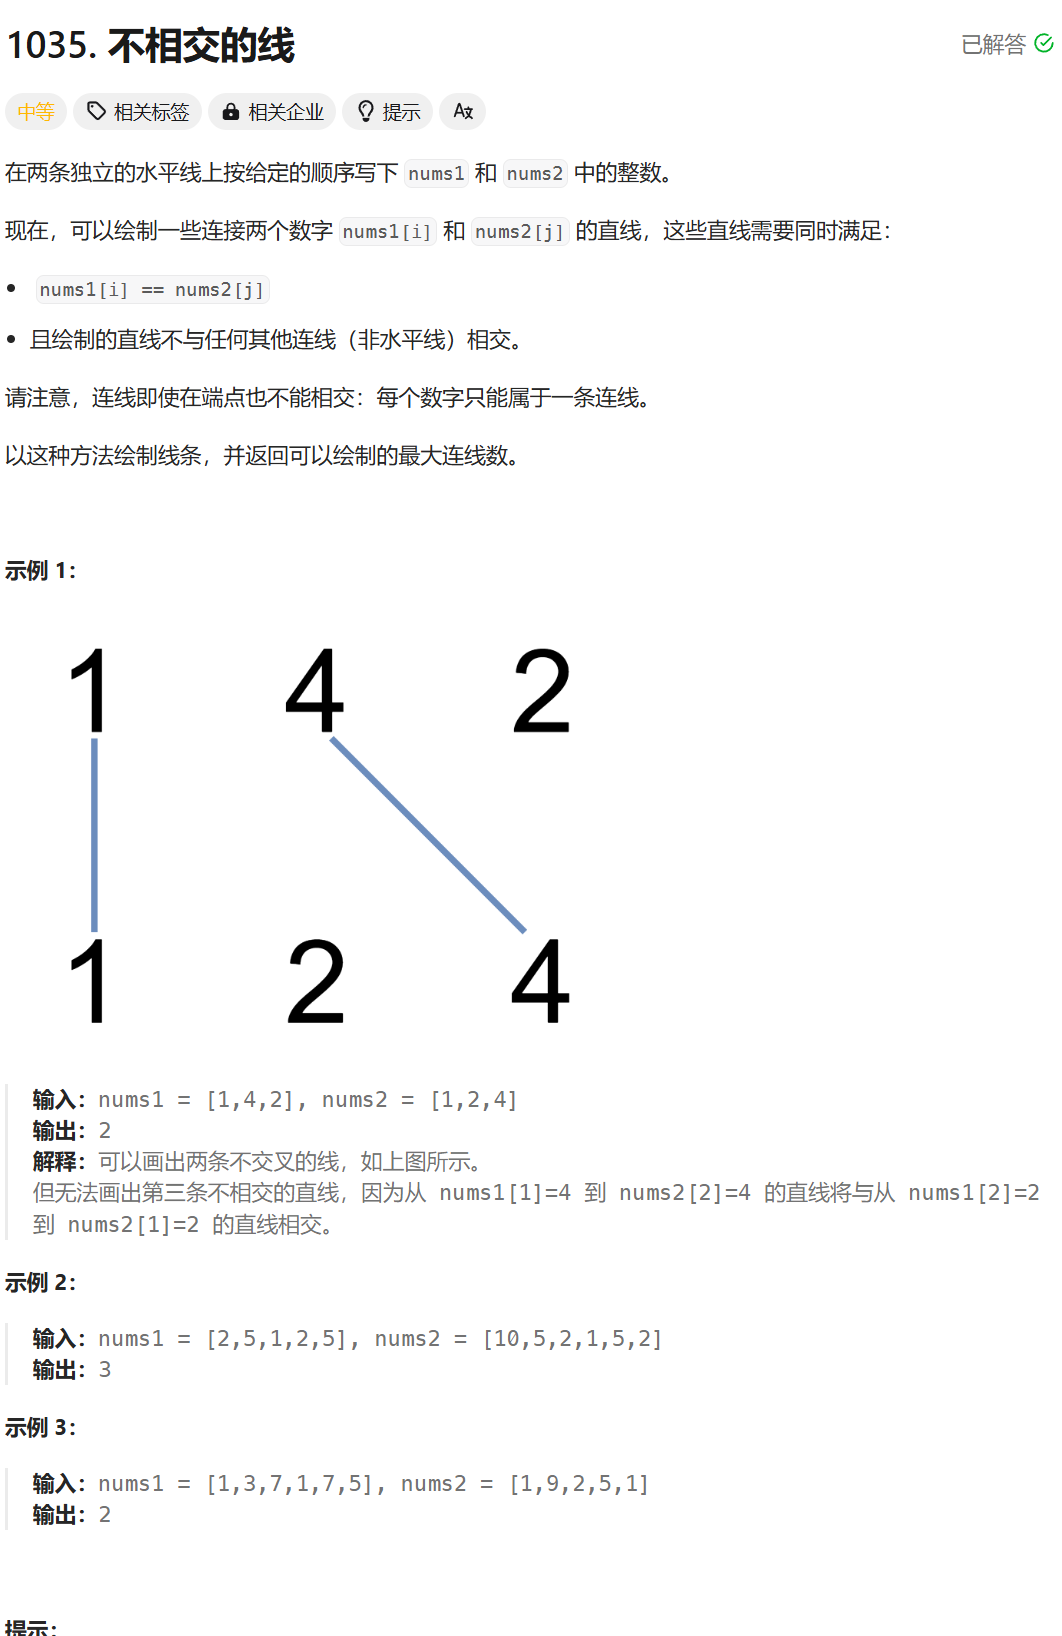 1035. 不相交的线
已解答
中等 相关标签 相关企业 提示
在两条独立的水平线上按给定的顺序写下 nums1 和 nums2 中的整数。
现在，可以绘制一些连接两个数字 nums1[i] 和 nums2[j] 的直线，这些直线需要同时满足：
• nums1[i] == nums2[j]
• 且绘制的直线不与任何其他连线（非水平线）相交。
请注意，连线即使在端点也不能相交：每个数字只能属于一条连线。
以这种方法绘制线条，并返回可以绘制的最大连线数。
示例 1：
1 4 2
1 2 4
输入：nums1 = [1,4,2], nums2 = [1,2,4]
输出：2
解释：可以画出两条不交叉的线，如上图所示。
但无法画出第三条不相交的直线，因为从 nums1[1]=4 到 nums2[2]=4 的直线将与从 nums1[2]=2
到 nums2[1]=2 的直线相交。
示例 2：
输入：nums1 = [2,5,1,2,5], nums2 = [10,5,2,1,5,2]
输出：3
示例 3：
输入：nums1 = [1,3,7,1,7,5], nums2 = [1,9,2,5,1]
输出：2
提示：